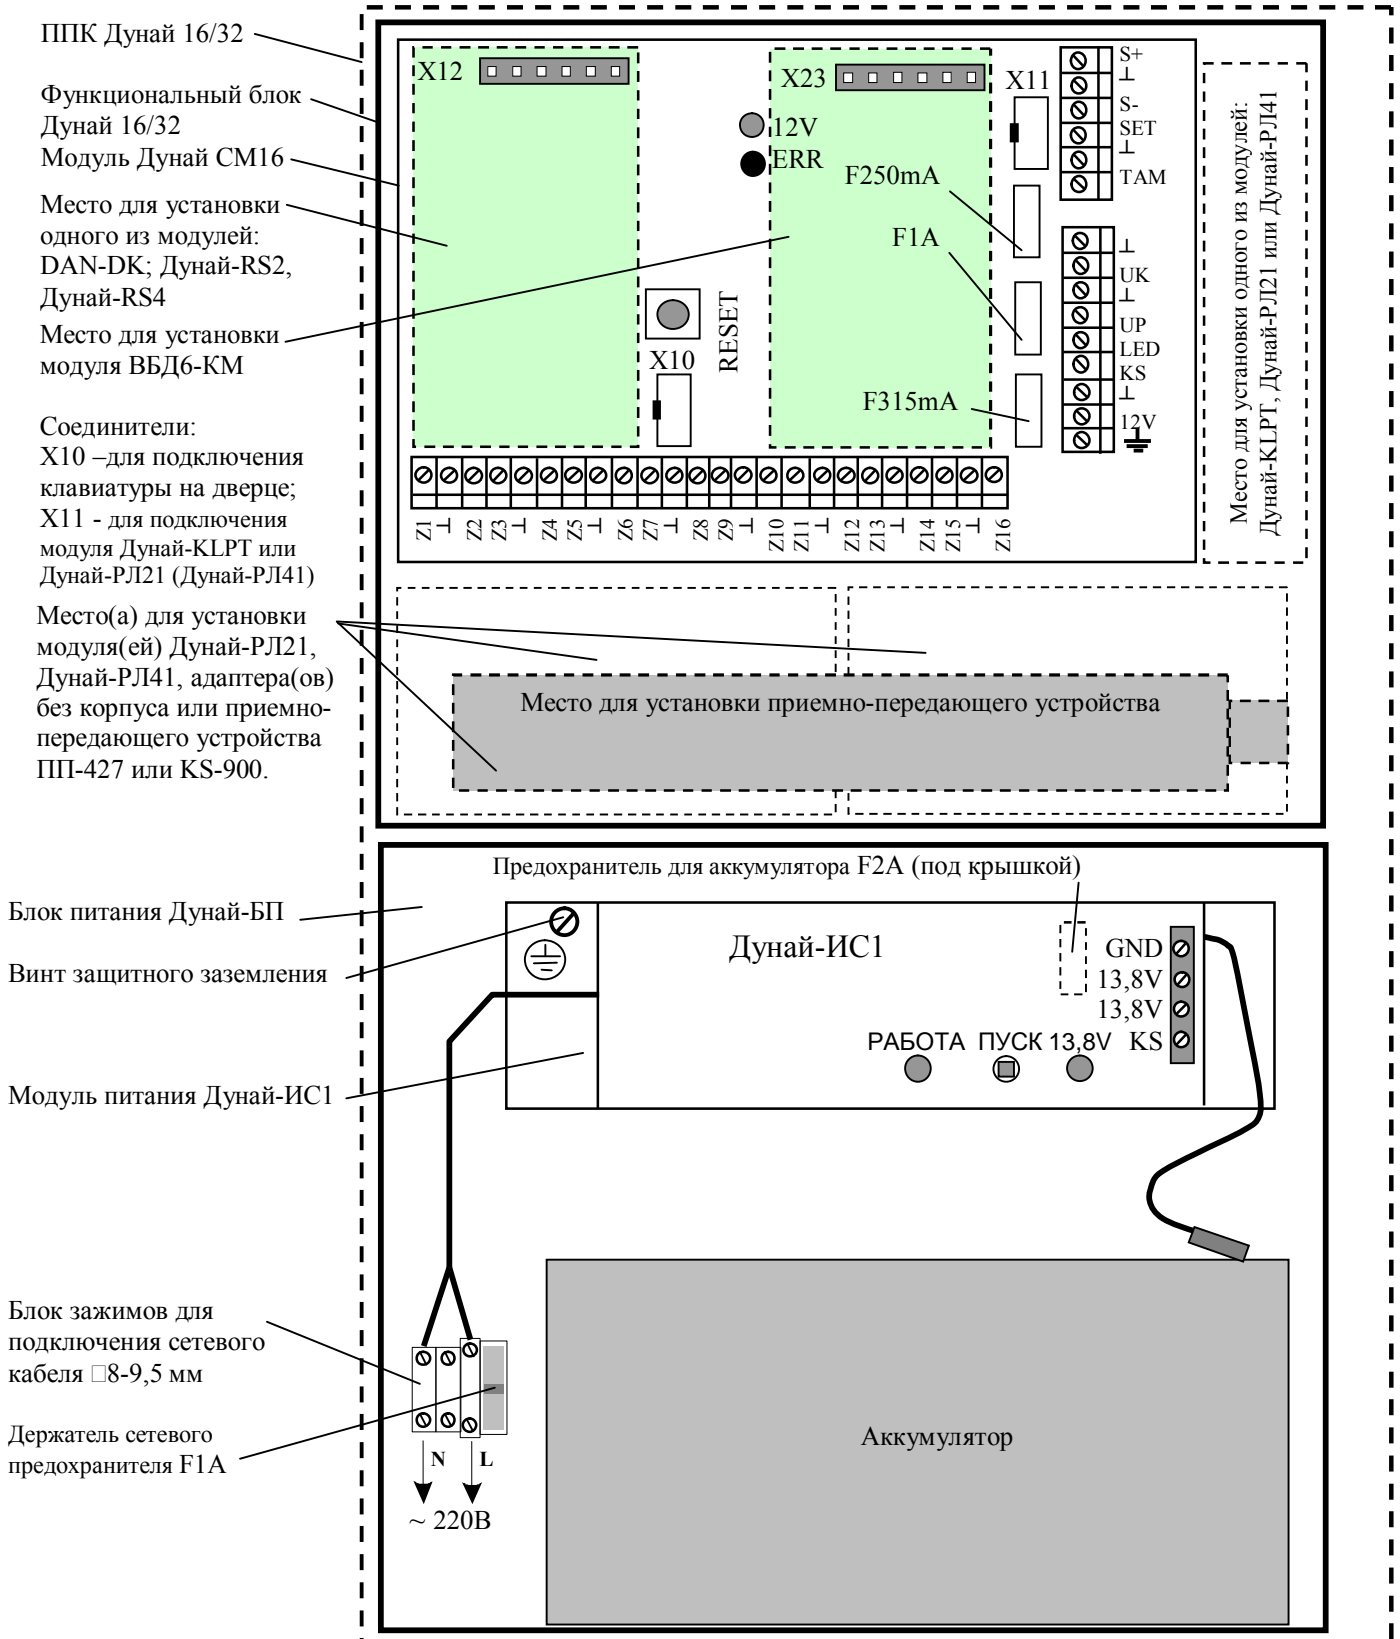 ППК Дунай 16/32
Функциональный блок
Дунай 16/32
Модуль Дунай СМ16
Место для установки
одного из модулей:
DAN-DK; Дунай-RS2,
Дунай-RS4
Место для установки
модуля ВБД6-КМ
Соединители:
X10 –для подключения
клавиатуры на дверце;
X11 - для подключения
модуля Дунай-KLPT или
Дунай-РЛ21 (Дунай-РЛ41)
Место(а) для установки
модуля(ей) Дунай-РЛ21,
Дунай-РЛ41, адаптера(ов)
без корпуса или приемно-
передающего устройства
ПП-427 или KS-900.
X12
X23
X11
12V
ERR
F250mA
F1A
F315mA
RESET
X10
S+
⊥
S-
SET
⊥
TAM
⊥
UK
⊥
UP
LED
KS
⊥
12V
Z1 ⊥ Z2 Z3 ⊥ Z4 Z5 ⊥ Z6 Z7 ⊥ Z8 Z9 ⊥ Z10 Z11 ⊥ Z12 Z13 ⊥ Z14 Z15 ⊥ Z16
Место для установки одного из модулей:
Дунай-KLPT, Дунай-РЛ21 или Дунай-РЛ41
Место для установки приемно-передающего устройства
Предохранитель для аккумулятора F2A (под крышкой)
Блок питания Дунай-БП
Винт защитного заземления
Модуль питания Дунай-ИС1
Дунай-ИС1
GND
13,8V
13,8V
KS
РАБОТА ПУСК 13,8V
Блок зажимов для
подключения сетевого
кабеля □8-9,5 мм
Держатель сетевого
предохранителя F1A
N L
~ 220В
Аккумулятор